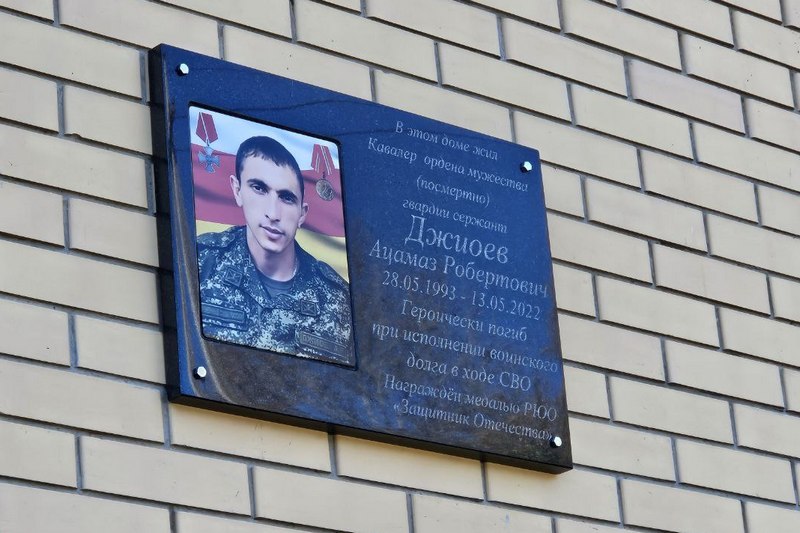 В этом доме жил
Кавалер ордена мужества
(посмертно)
гвардии сержант
Джиоев
Ацамаз Робертович
28.05.1993 - 13.05.2022
Героически погиб
при исполнении воинского
долга в ходе СВО
Награждён медалью РЮО
«Защитник Отечества»